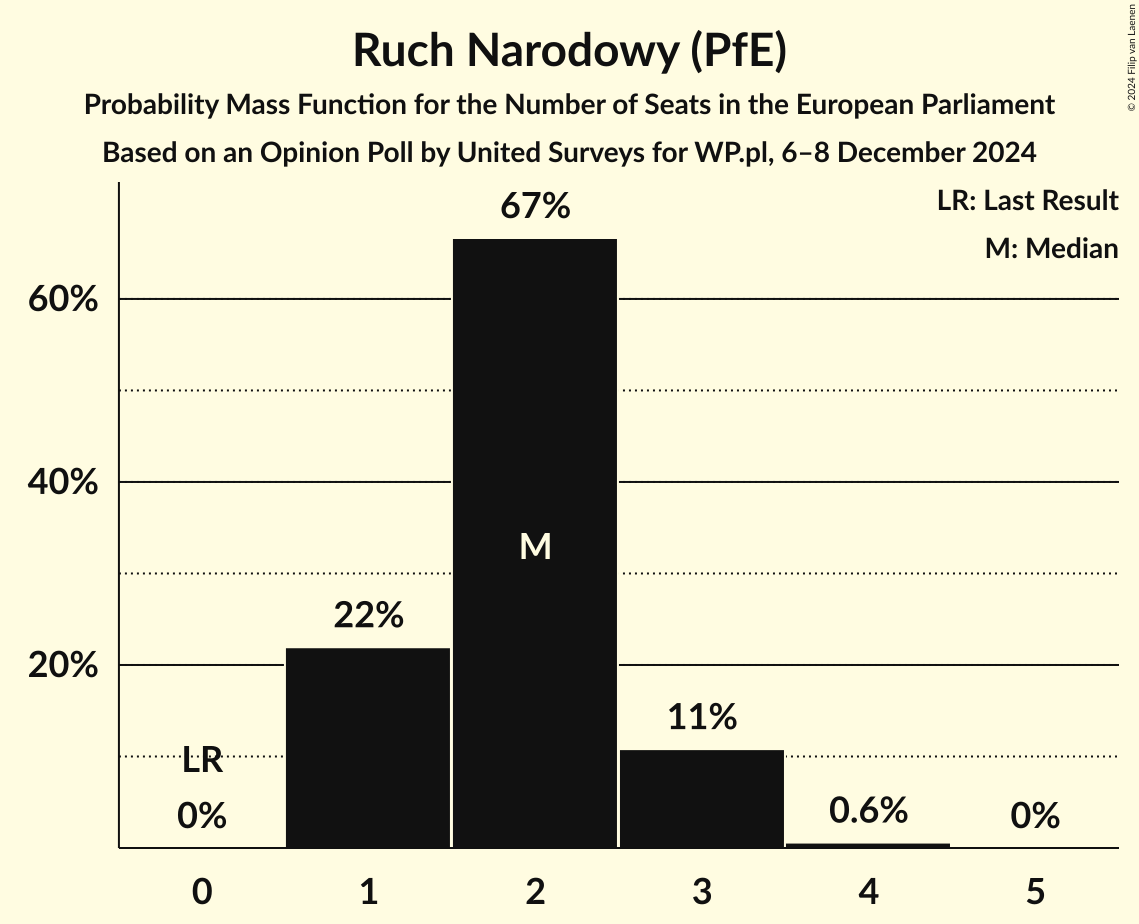 Ruch Narodowy (PfE)
Probability Mass Function for the Number of Seats in the European Parliament
Based on an Opinion Poll by United Surveys for WP.pl, 6–8 December 2024
© 2024 Filip van Laenen
LR: Last Result
M: Median
67%
60%
40%
M
22%
20%
11%
LR
0%
0.6%
0%
0 1 2 3 4 5